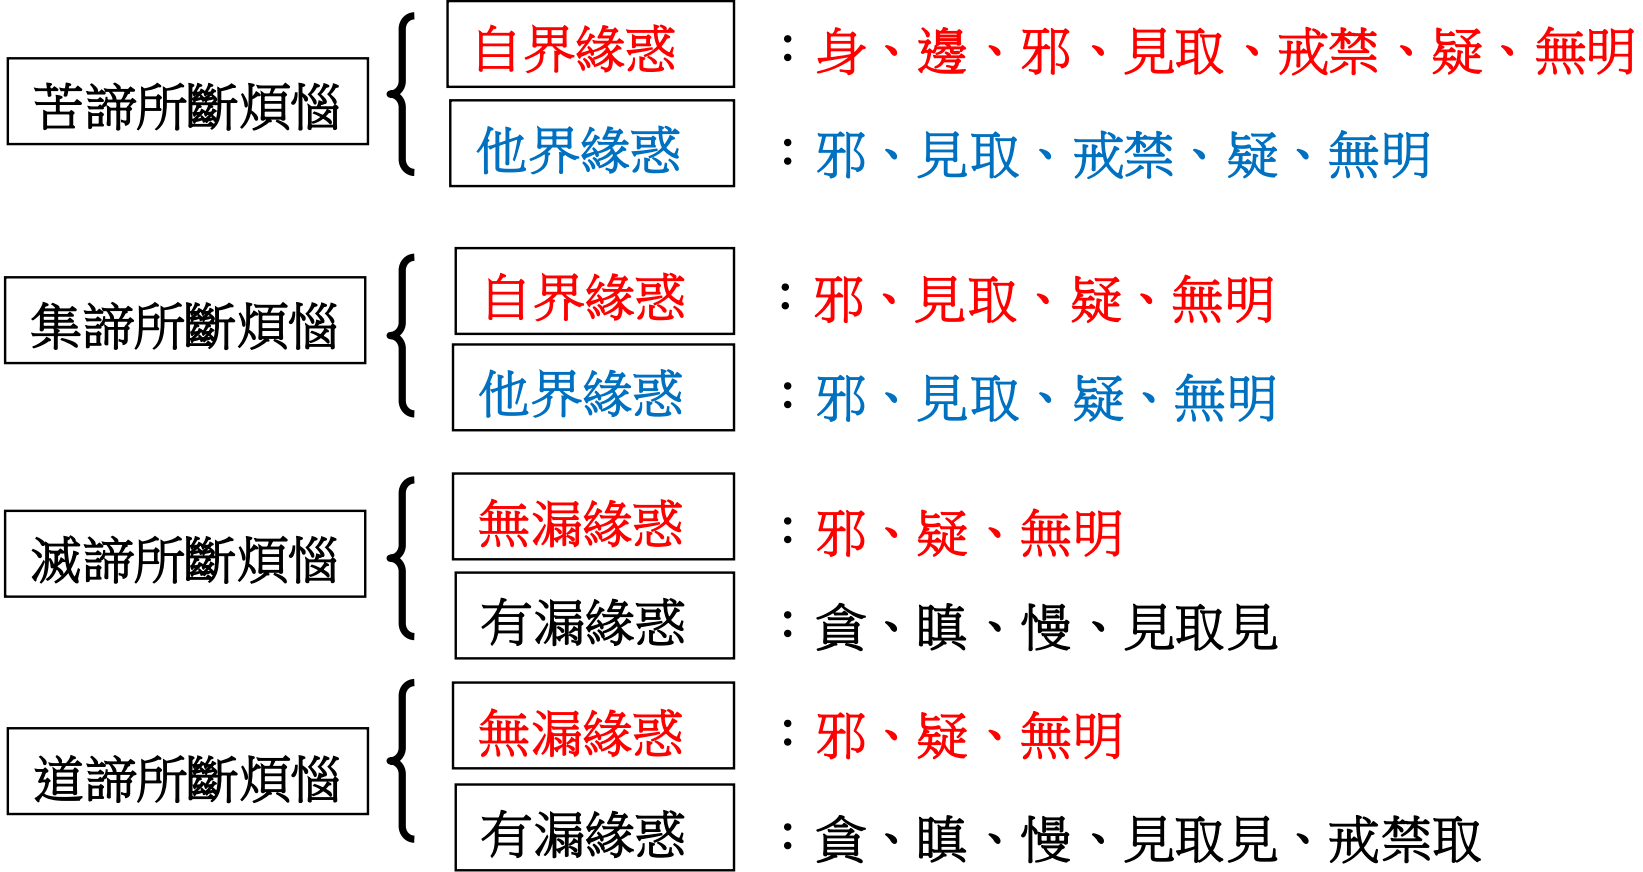 苦諦所斷煩惱
自界緣惑：身、邊、邪、見取、戒禁、疑、無明
他界緣惑：邪、見取、戒禁、疑、無明
集諦所斷煩惱
自界緣惑：邪、見取、疑、無明
他界緣惑：邪、見取、疑、無明
滅諦所斷煩惱
無漏緣惑：邪、疑、無明
有漏緣惑：貪、瞋、慢、見取見
道諦所斷煩惱
無漏緣惑：邪、疑、無明
有漏緣惑：貪、瞋、慢、見取見、戒禁取